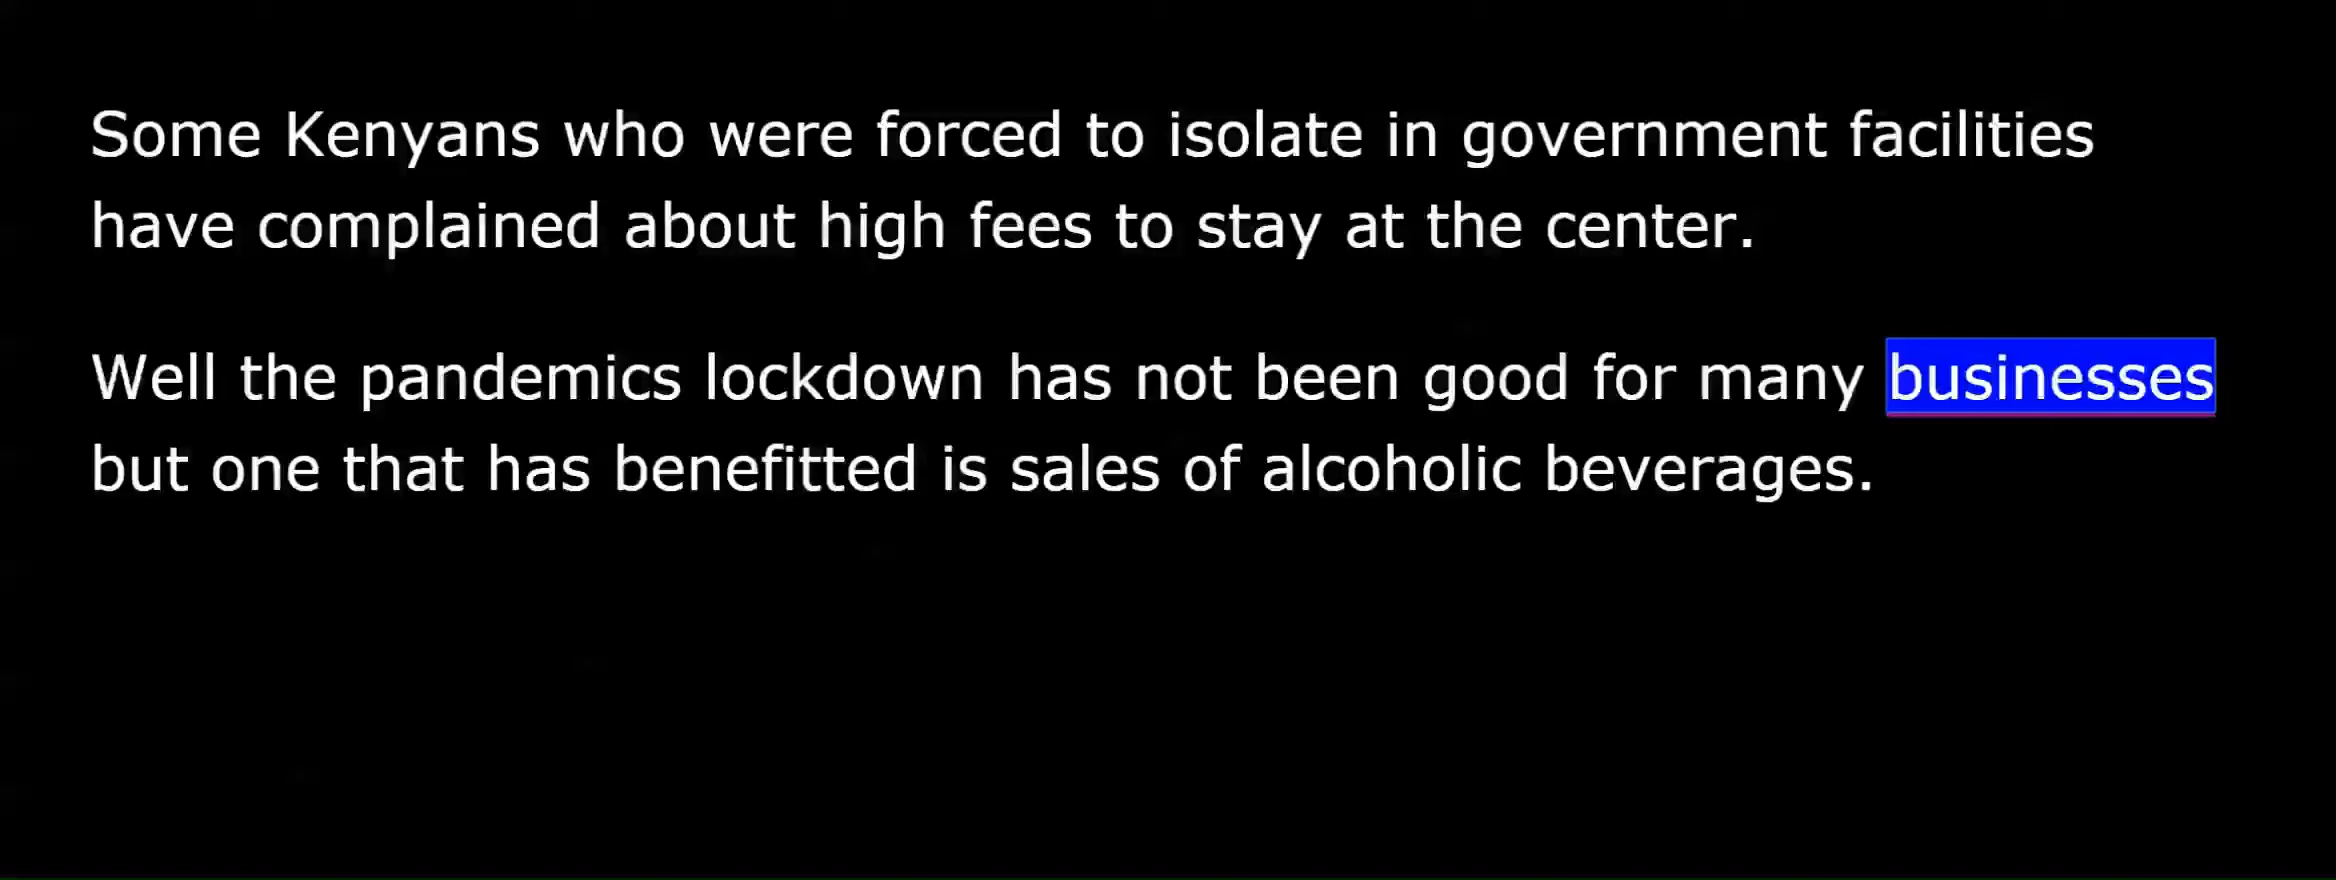 Some Kenyans who were forced to isolate in government facilities
have complained about high fees to stay at the center.
Well the pandemics lockdown has not been good for many businesses
but one that has benefitted is sales of alcoholic beverages.